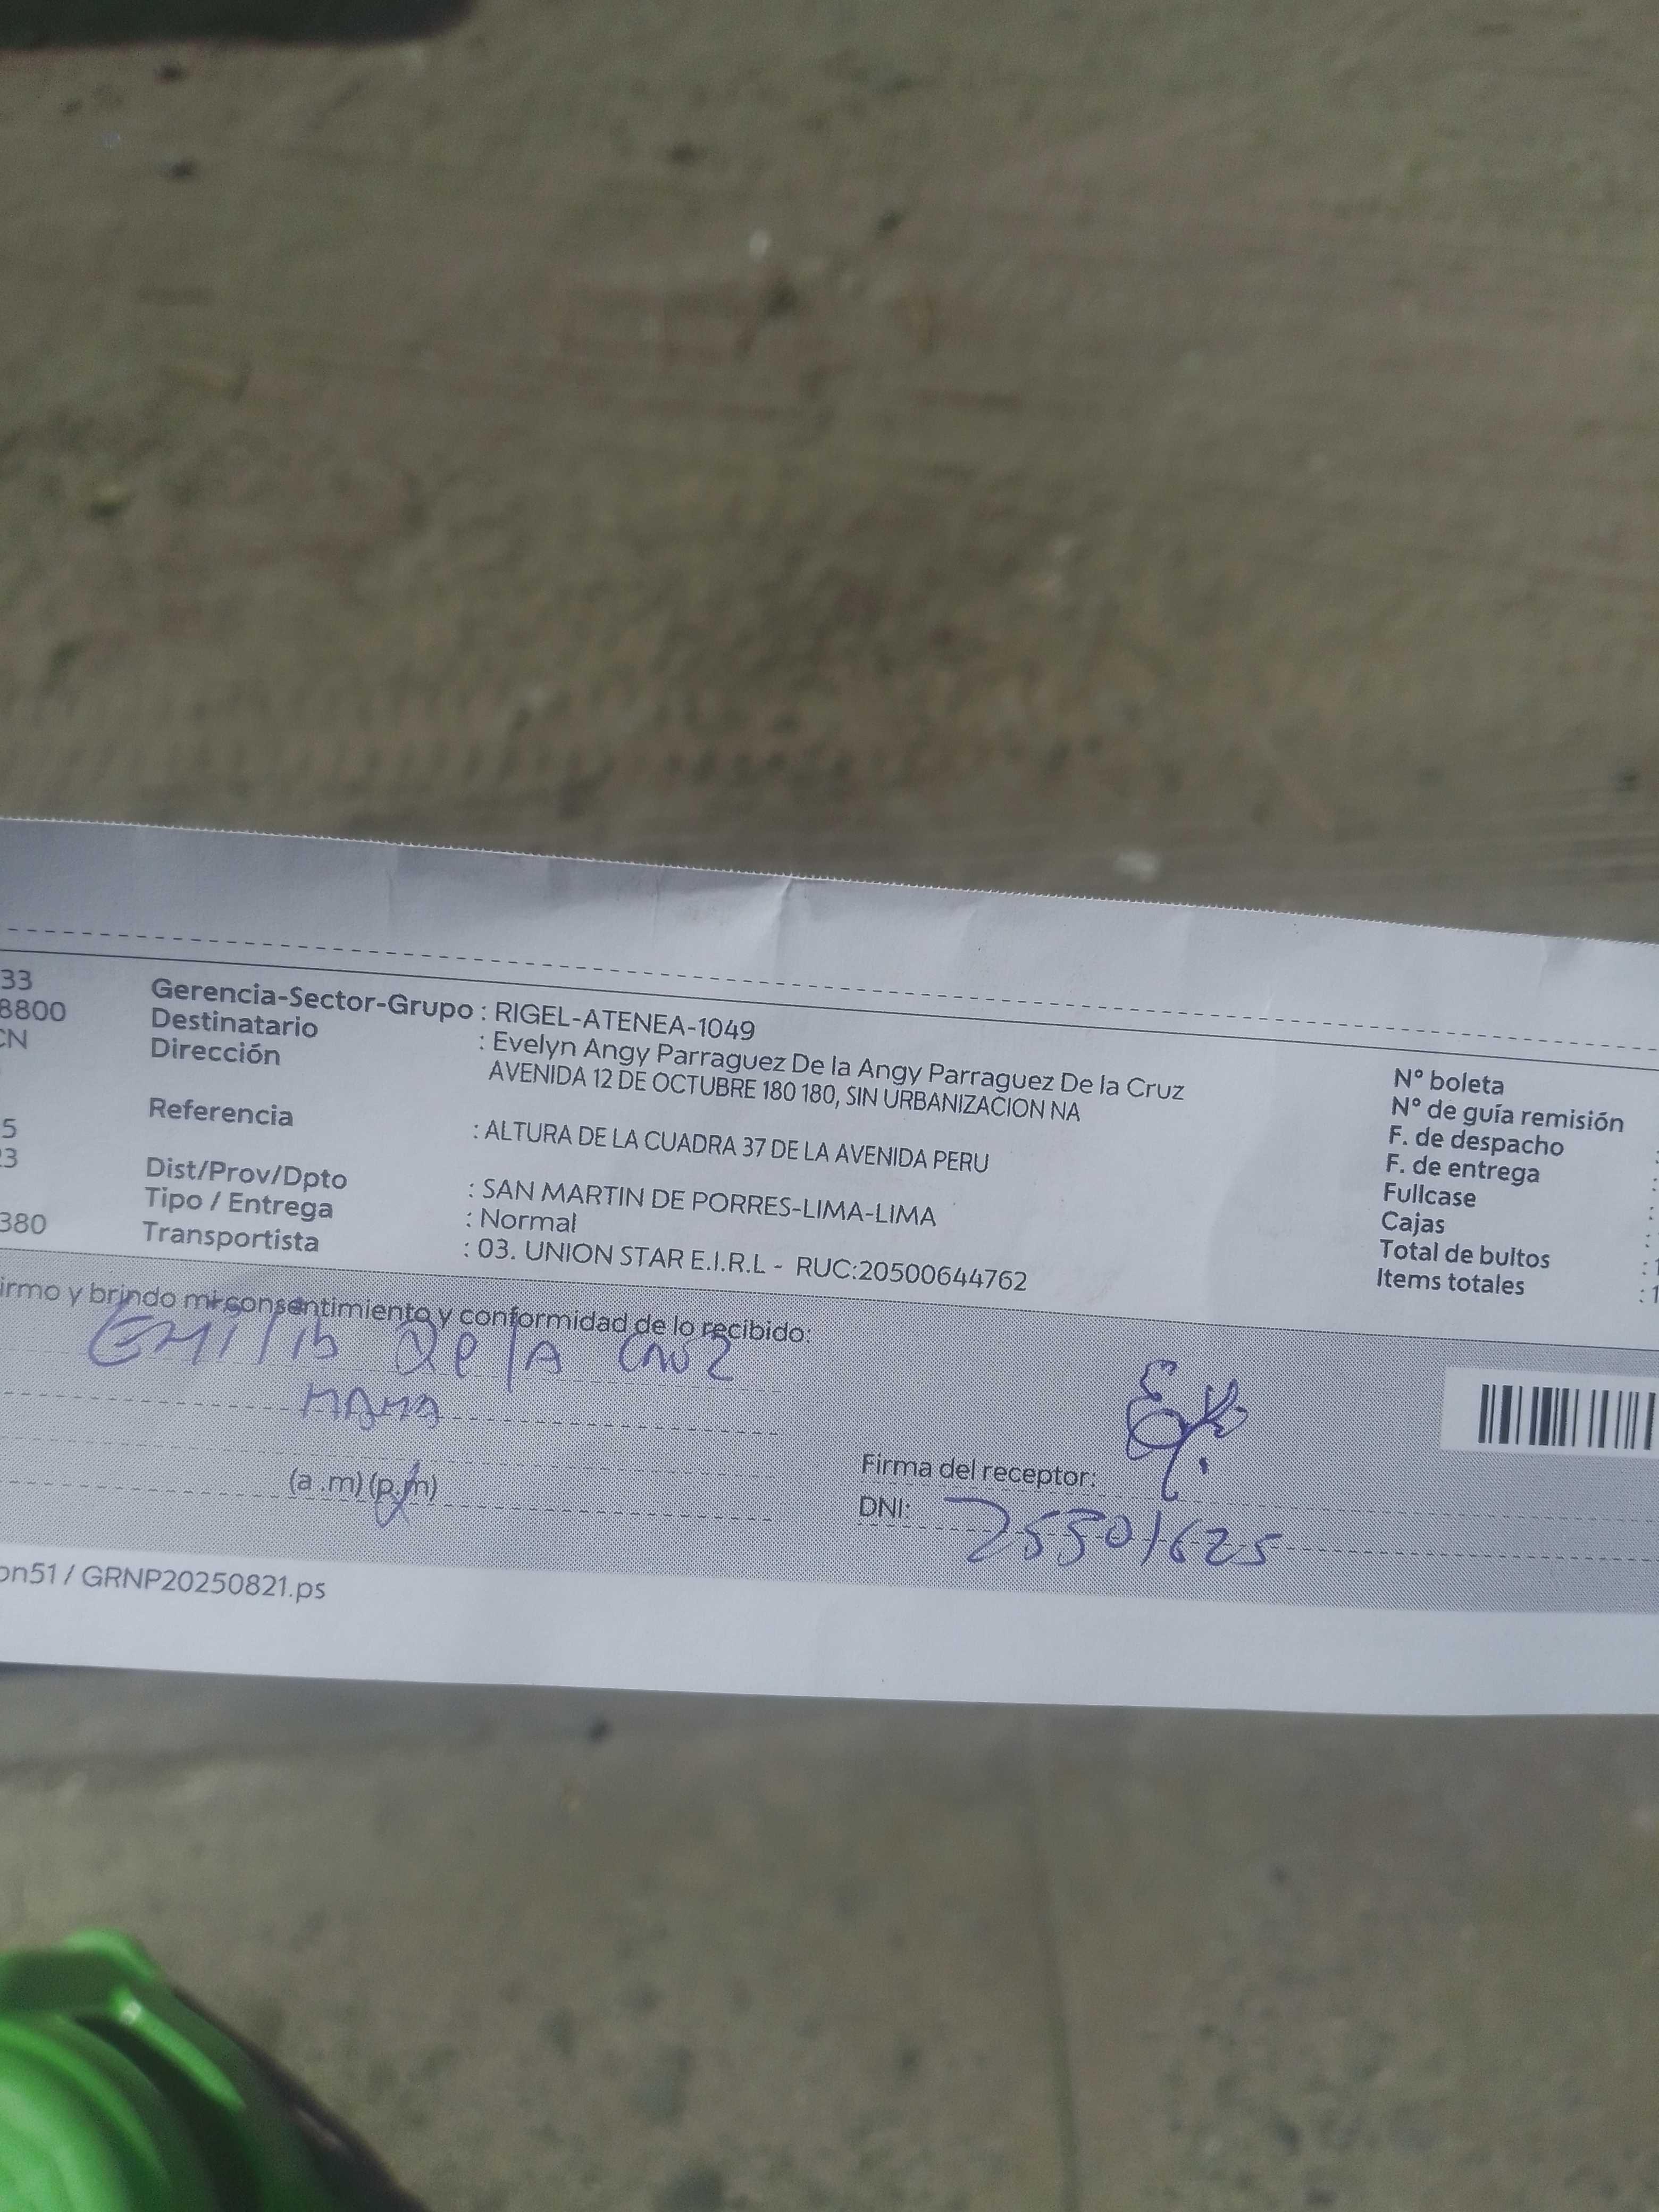 33
8800
CN
5
23
380
Gerencia-Sector-Grupo : RIGEL-ATENEA-1049
Destinatario : Evelyn Angy Parraguez De la Angy Parraguez De la Cruz
Dirección AVENIDA 12 DE OCTUBRE 180 180, SIN URBANIZACION NA
Referencia : ALTURA DE LA CUADRA 37 DE LA AVENIDA PERU
Dist/Prov/Dpto : SAN MARTIN DE PORRES-LIMA-LIMA
Tipo / Entrega : Normal
Transportista : 03. UNION STAR E.I.R.L - RUC:20500644762
N° boleta
N° de guía remisión
F. de despacho :
F. de entrega :
Fullcase :
Cajas :
Total de bultos : 1
Items totales : 1
irmo y brindo mi consentimiento y conformidad de lo recibido:
EMILIA De lA Cruz
MAMA
(a .m) (p.m)
Firma del receptor:
DNI: 25501625
on51 / GRNP20250821.ps